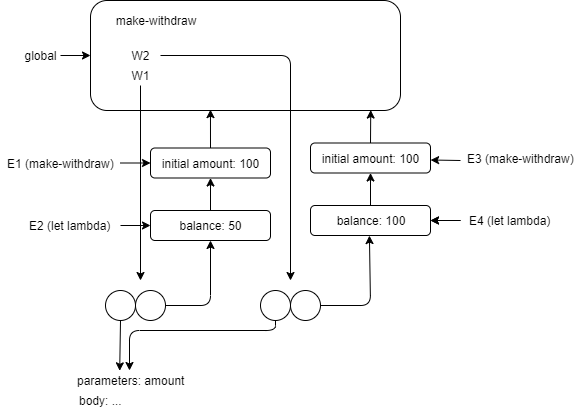 make-withdraw
global
W2
W1
E1 (make-withdraw)
initial amount: 100
initial amount: 100
E3 (make-withdraw)
E2 (let lambda)
balance: 50
balance: 100
E4 (let lambda)
parameters: amount
body: ...